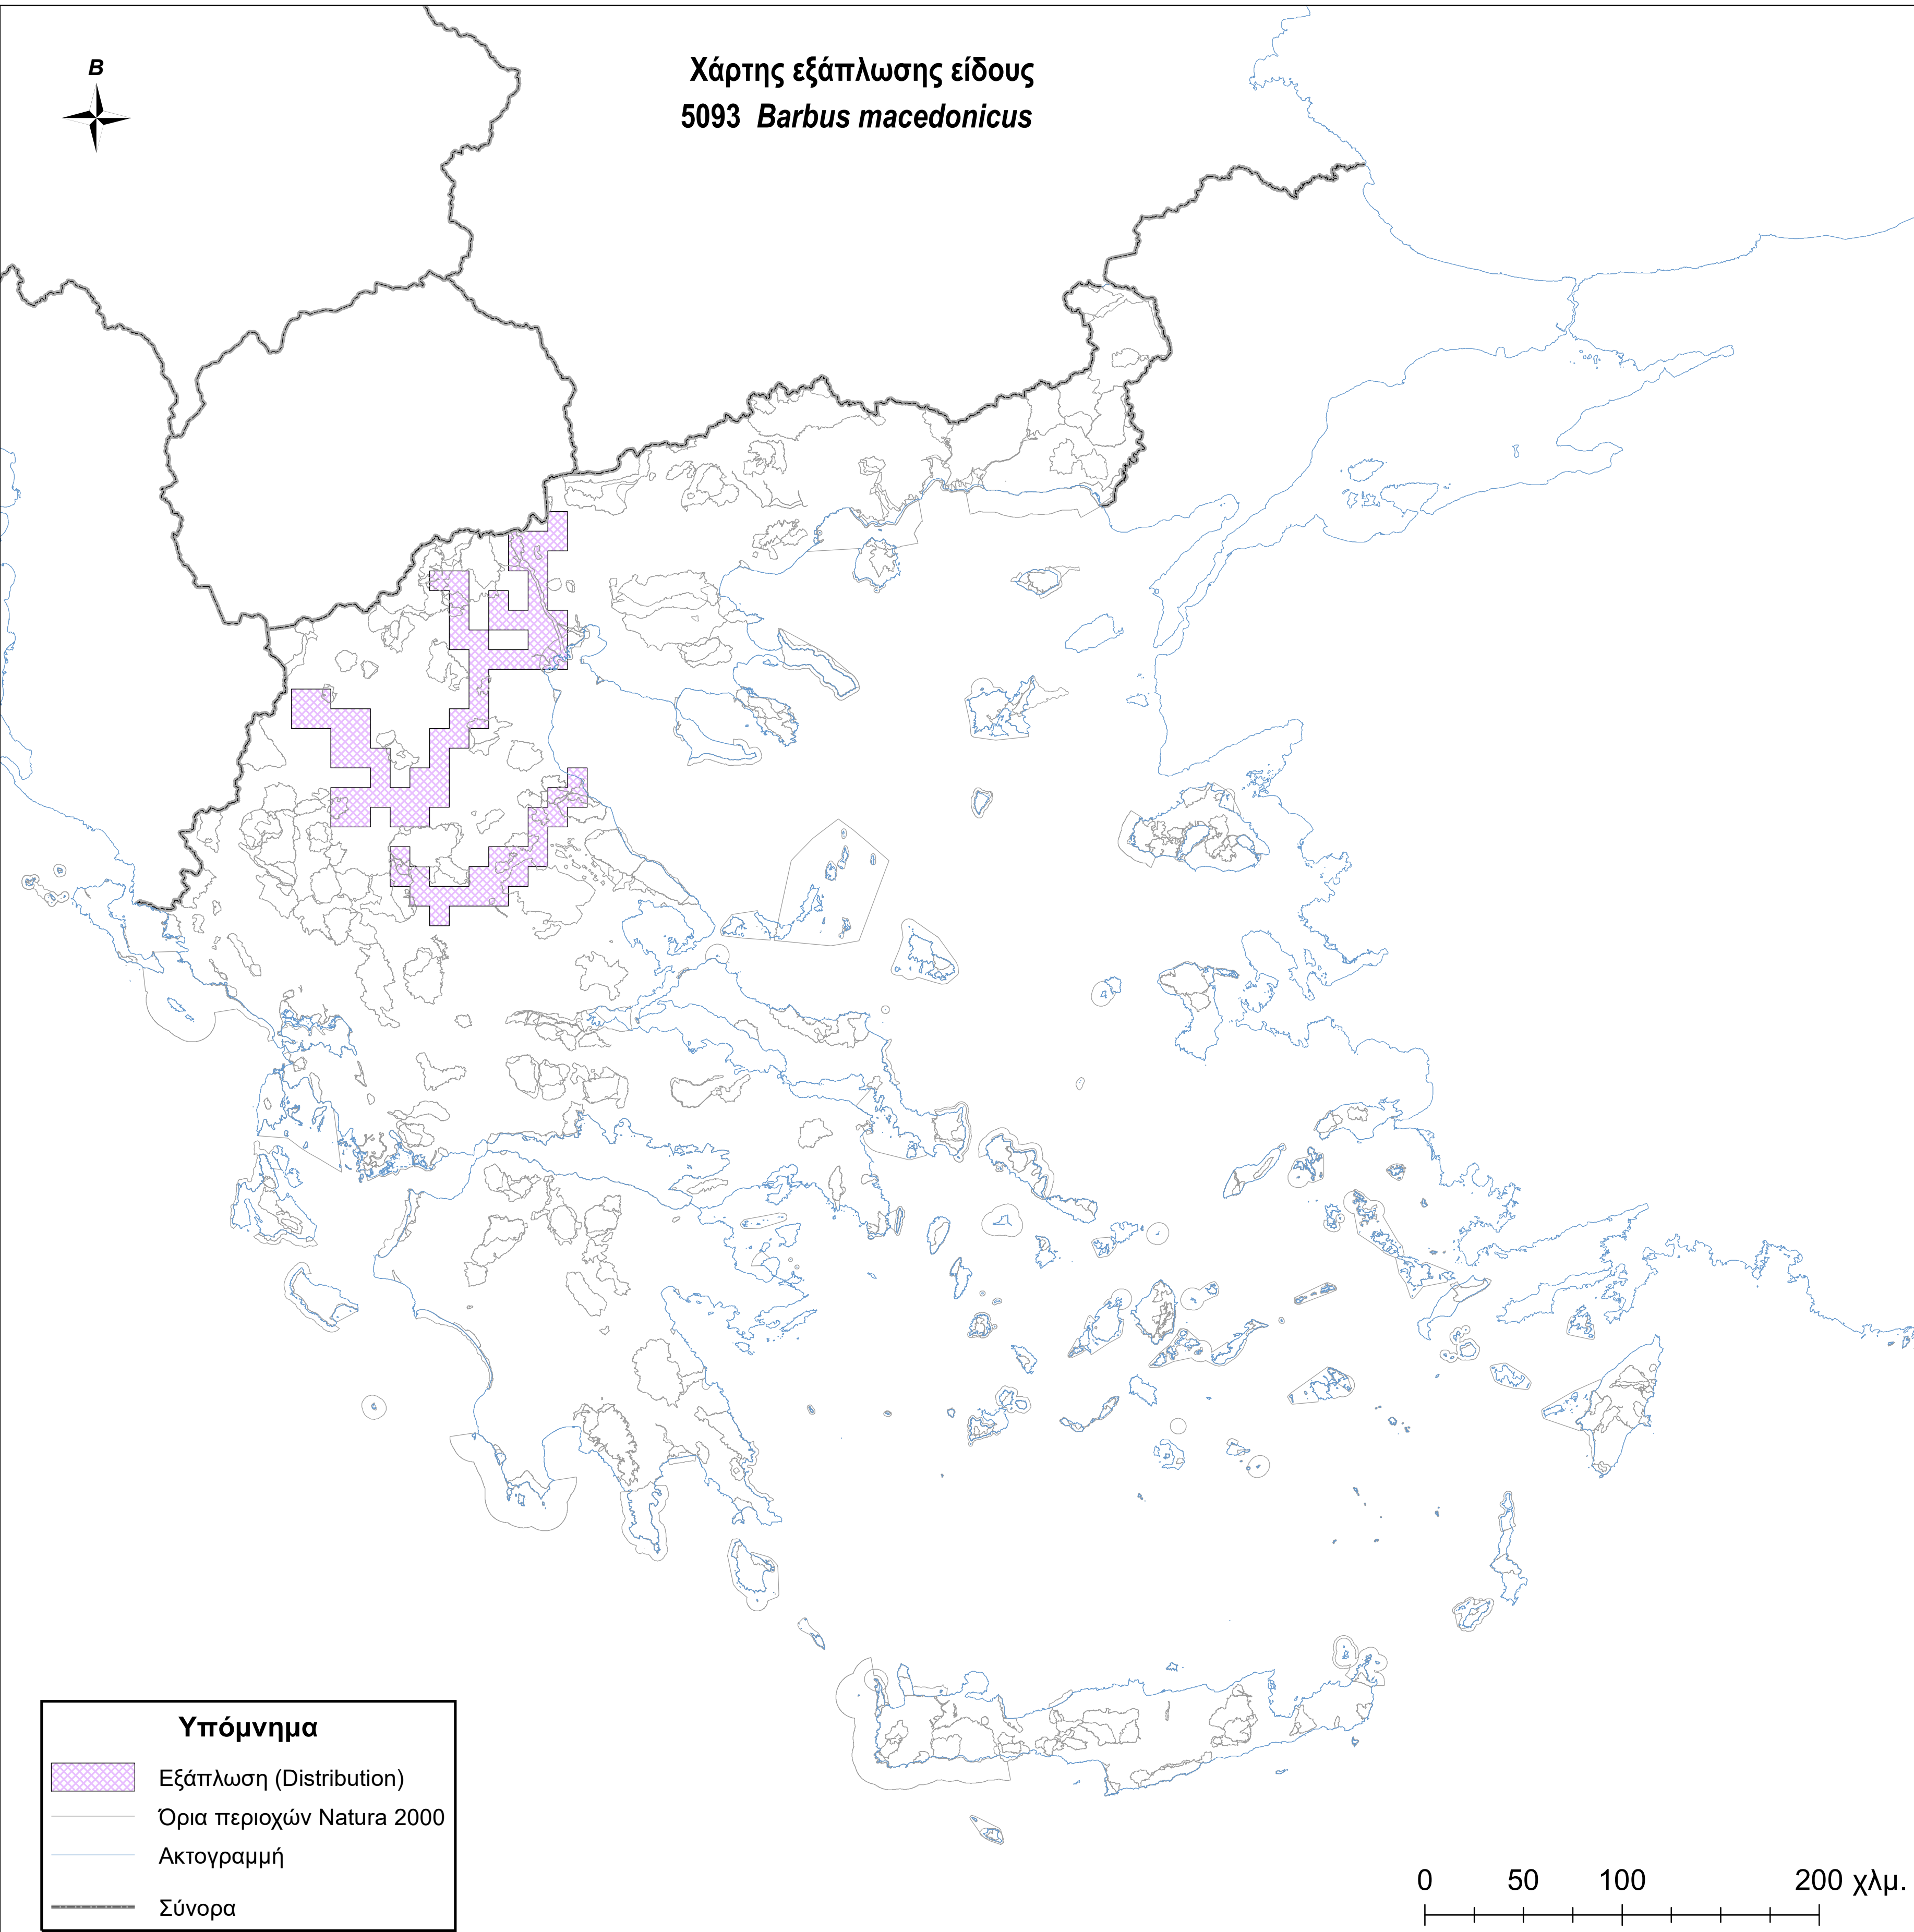 Χάρτης εξάπλωσης είδους
5093 Barbus macedonicus
Β
Υπόμνημα
Εξάπλωση (Distribution)
Όρια περιοχών Natura 2000
Ακτογραμμή
Σύνορα
0 50 100 200 χλμ.